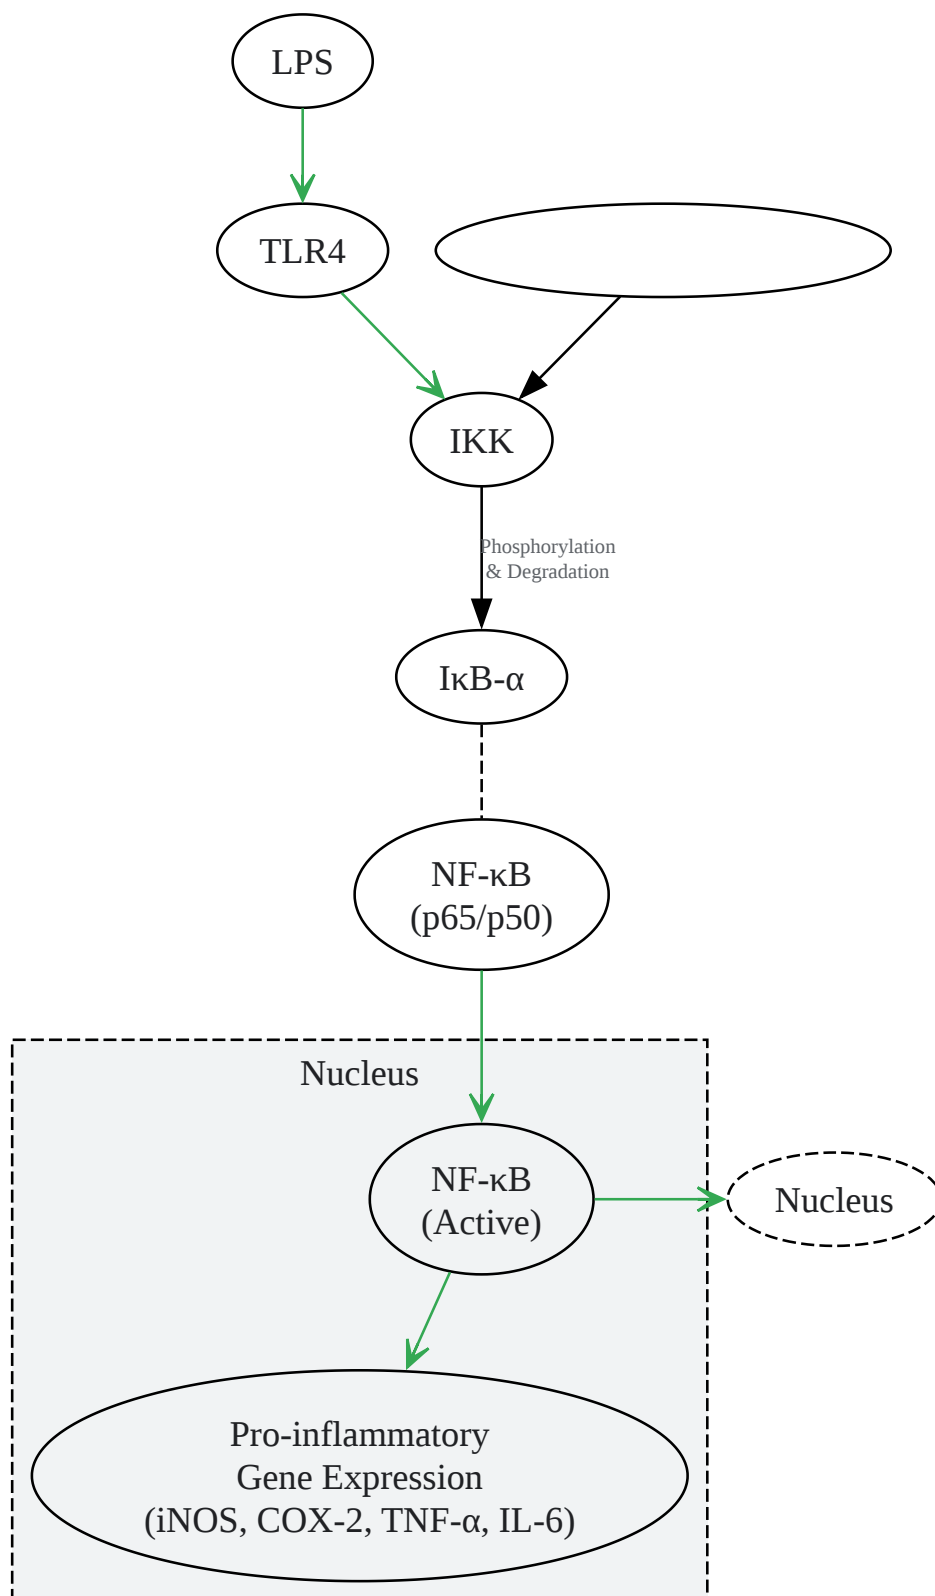 LPS
TLR4
IKK
Phosphorylation
& Degradation
IκB-α
NF-κB
(p65/p50)
Nucleus
NF-κB
(Active)
Nucleus
Pro-inflammatory
Gene Expression
(iNOS, COX-2, TNF-α, IL-6)